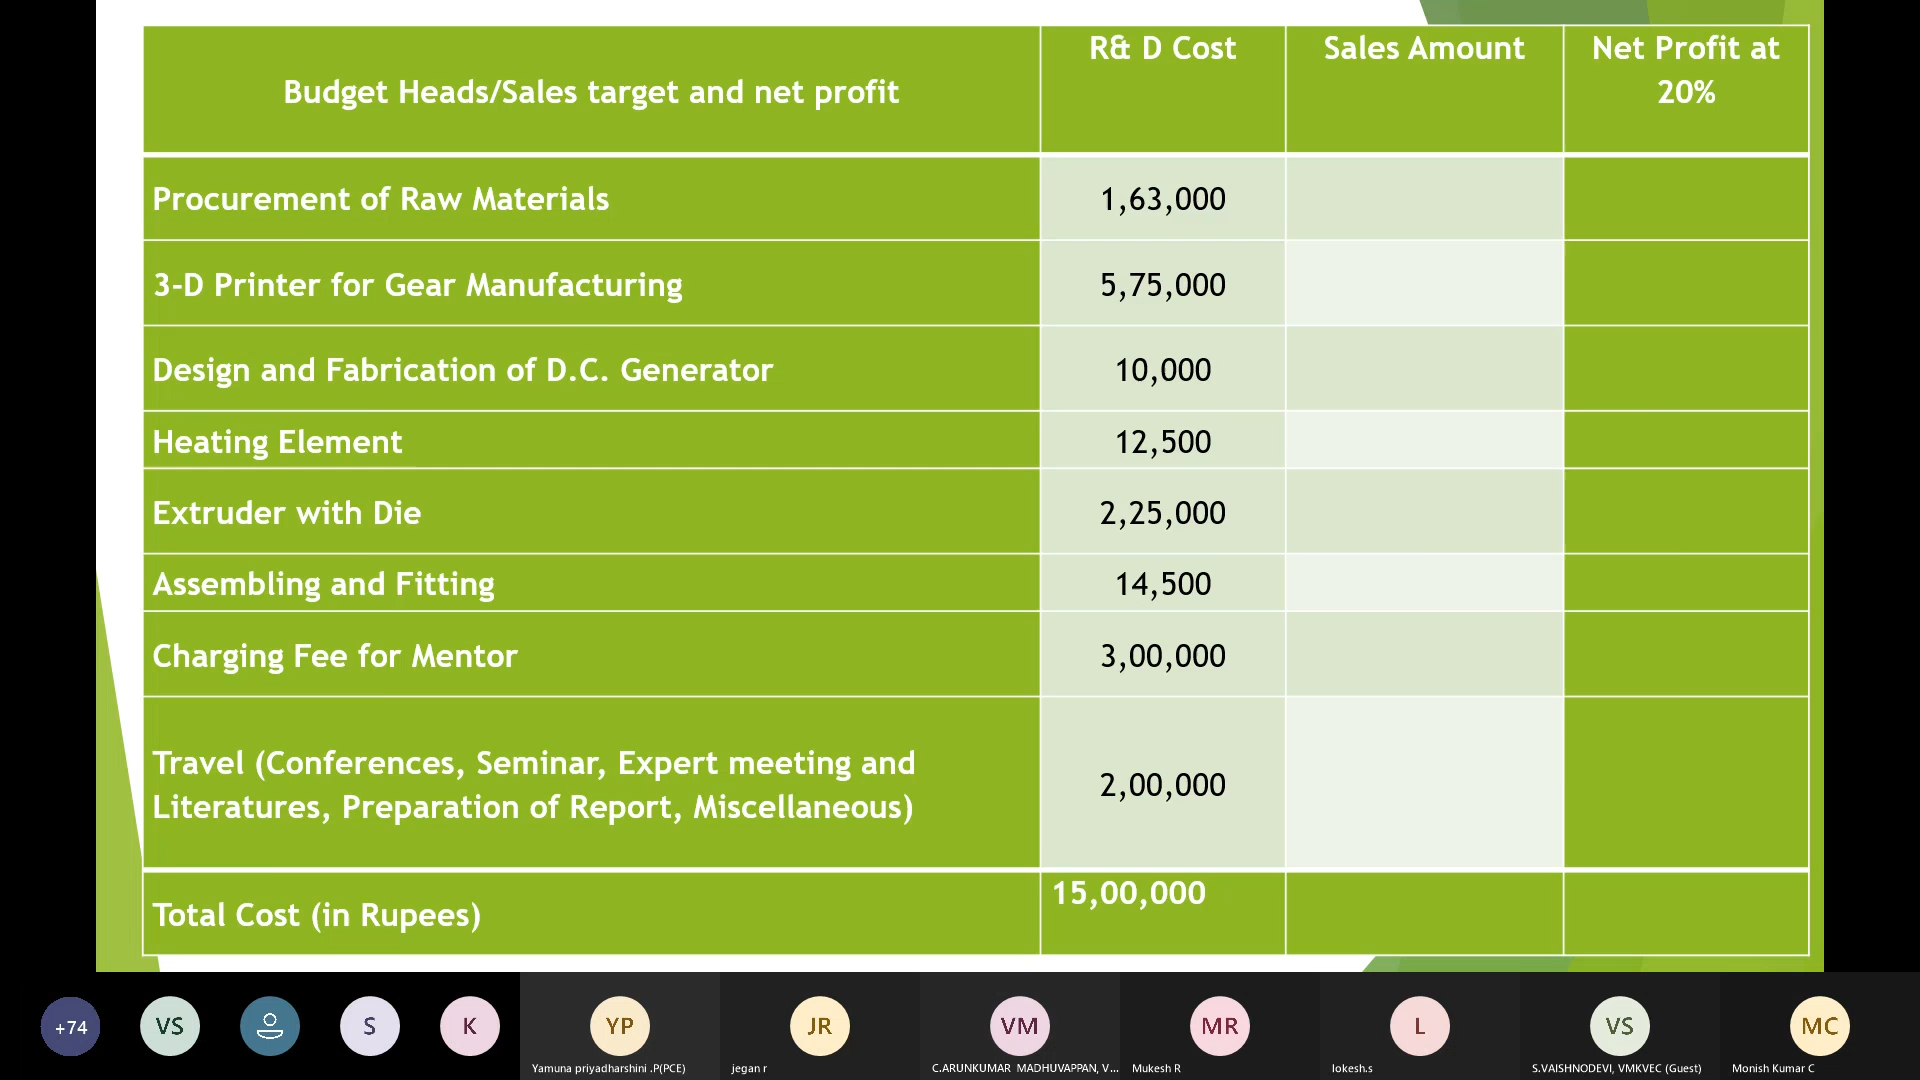 Budget Heads/Sales target and net profit
R& D Cost
Sales Amount
Net Profit at
20%
Procurement of Raw Materials
1,63,000
3-D Printer for Gear Manufacturing
5,75,000
Design and Fabrication of D.C. Generator
10,000
Heating Element
12,500
Extruder with Die
2,25,000
Assembling and Fitting
14,500
Charging Fee for Mentor
3,00,000
Travel (Conferences, Seminar, Expert meeting and
Literatures, Preparation of Report, Miscellaneous)
2,00,000
Total Cost (in Rupees)
15,00,000
+74
VS
S
K
YP
JR
VM
MR
L
VS
MC
Yamuna priyadharshini .P(PCE)
jegan r
C.ARUNKUMAR MADHUVAPPAN, V...
Mukesh R
lokesh.s
S.VAISHNODEVI, VMKVEC (Guest)
Monish Kumar C